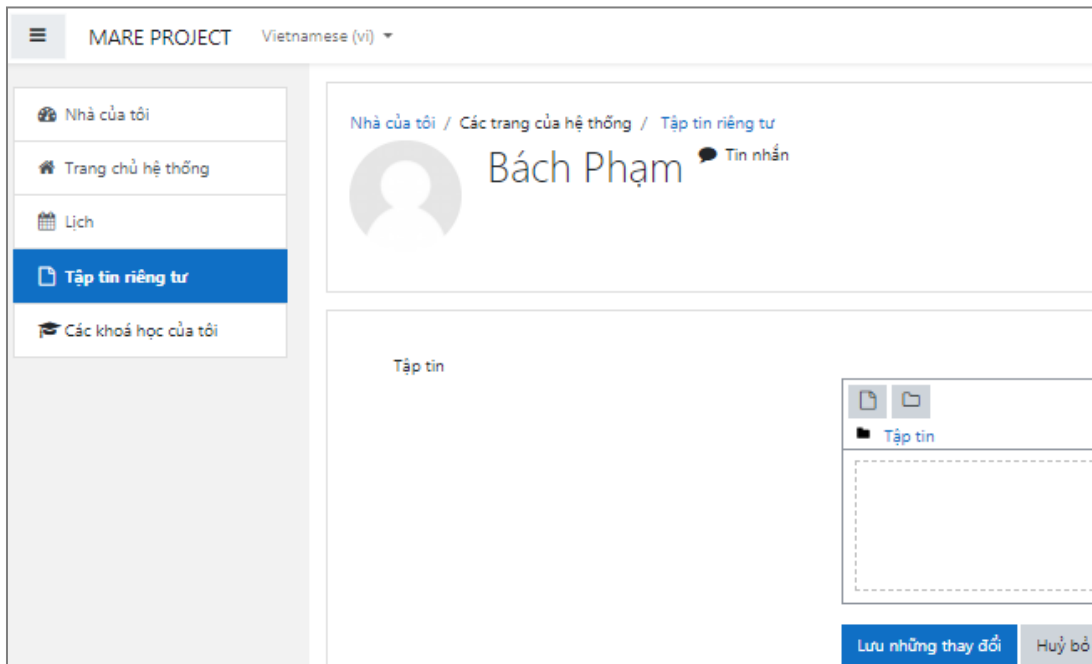 MARE PROJECT Vietnamese (vi)
Nhà của tôi
Trang chủ hệ thống
Lịch
Tập tin riêng tư
Các khoá học của tôi
Nhà của tôi / Các trang của hệ thống / Tập tin riêng tư
Bách Phạm Tin nhắn
Tập tin
Tập tin
Lưu những thay đổi Huỷ bỏ